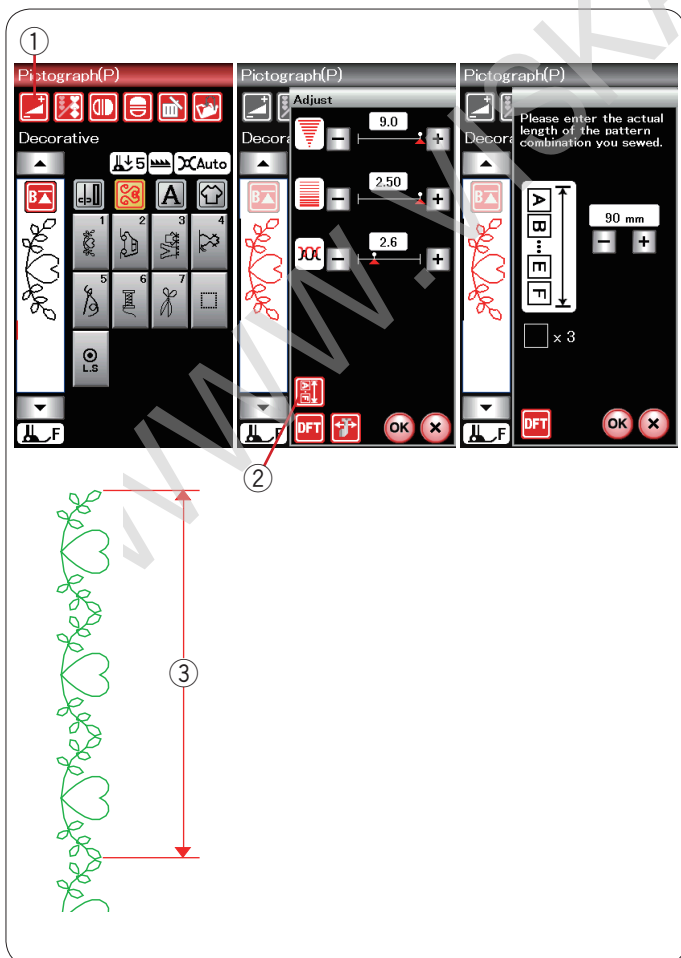 1
Pictograph(P)
Decorative
5
Auto
B
A
1 2 3 4
5 6 7
L.S
F
Pictograph(P)
Adjust
Decora
9.0
2.50
2.6
B
A-F
DFT
OK
F
2
Pictograph(P)
Please enter the actual
length of the pattern
combination you sewed.
Decora
B
A
B
E
F
90 mm
x 3
DFT
OK
F
3
WWW.VISKA